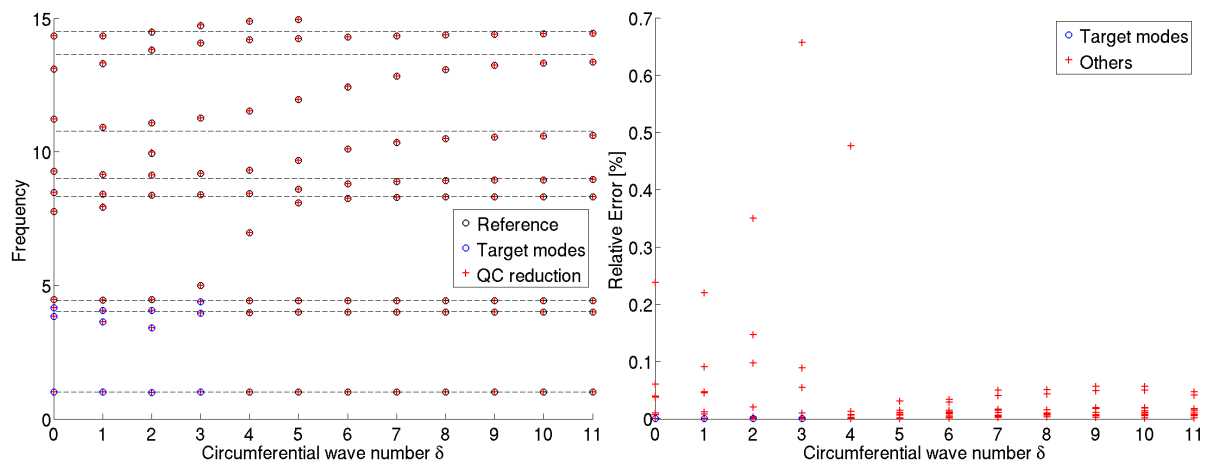 15
10
5
0
Frequency
0 1 2 3 4 5 6 7 8 9 10 11
Circumferential wave number δ
Reference
Target modes
QC reduction
0.7
0.6
0.5
0.4
0.3
0.2
0.1
0
Relative Error [%]
0 1 2 3 4 5 6 7 8 9 10 11
Circumferential wave number δ
Target modes
Others